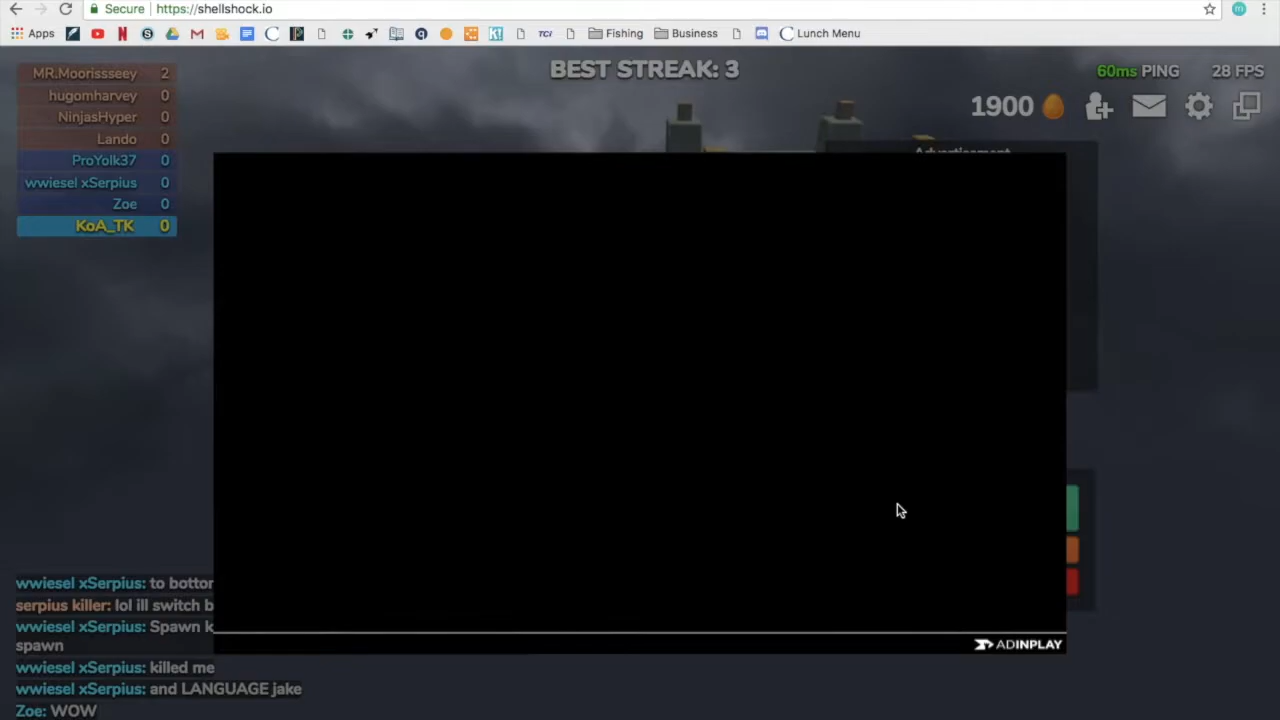 Secure https://shellshock.io
Apps Fishing Business TCI Lunch Menu
BEST STREAK: 3
60ms PING 28 FPS
1900
MR.Moorissseey 2
hugomharvey 0
NinjasHyper 0
Lando 0
ProYolk37 0
wwiesel xSerpius 0
Zoe 0
KoA_TK 0
Advertisement
wwiesel xSerpius: to bottor
serpius killer: lol ill switch b
wwiesel xSerpius: Spawn k
spawn
wwiesel xSerpius: killed me
wwiesel xSerpius: and LANGUAGE jake
Zoe: WOW
ADINPLAY